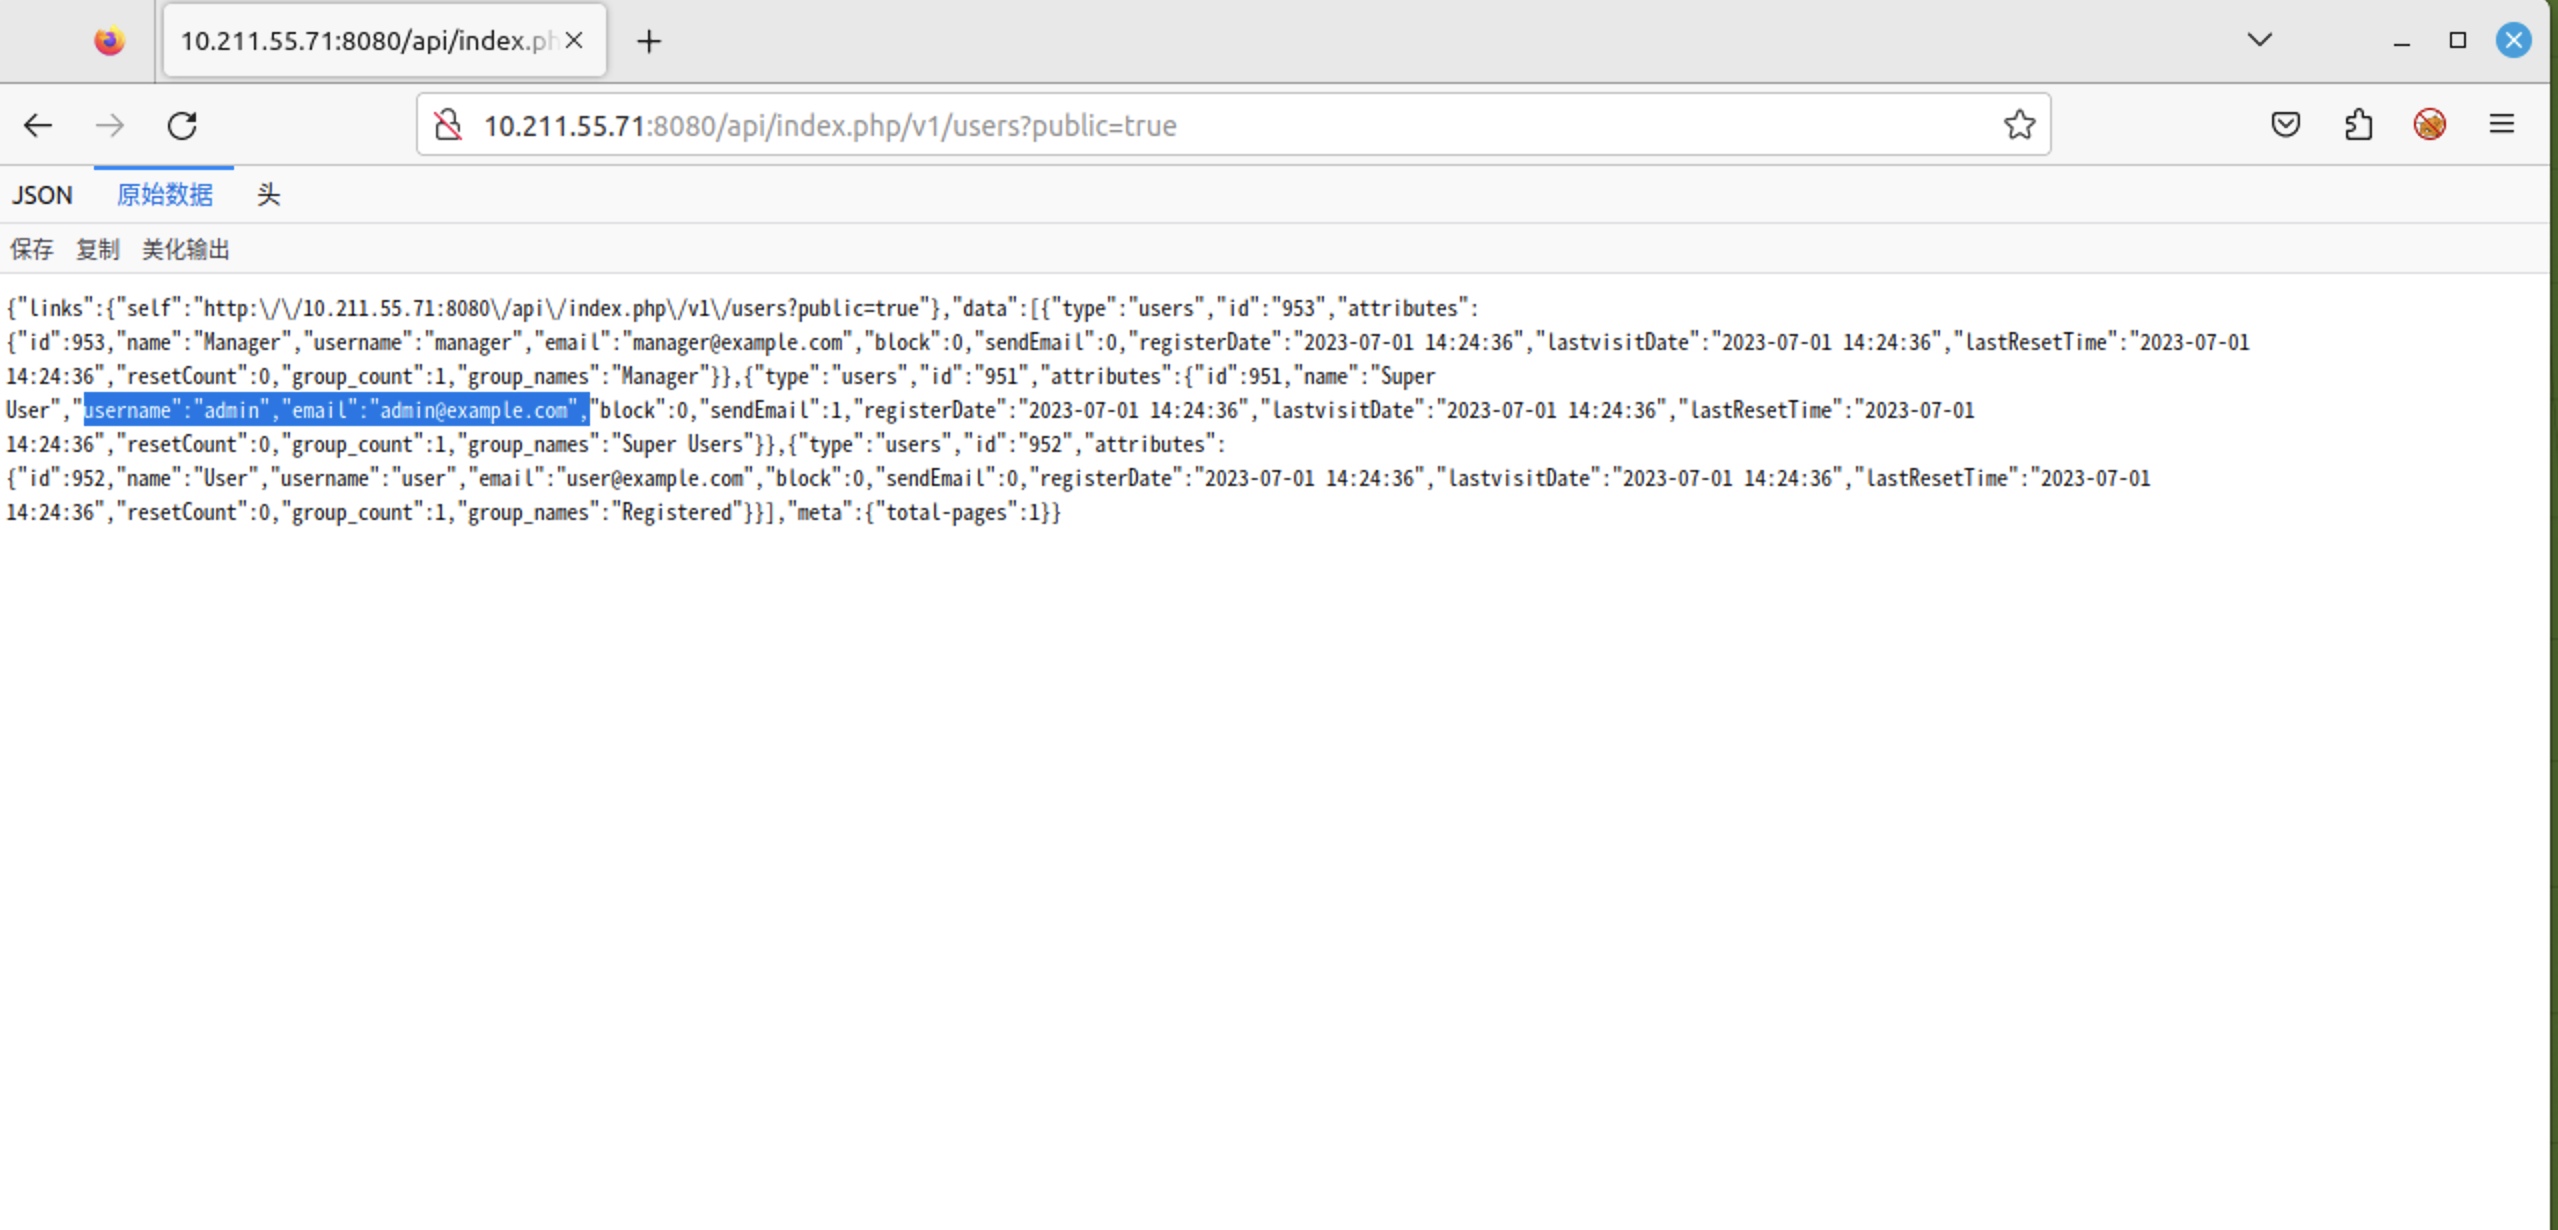 10.211.55.71:8080/api/index.ph
10.211.55.71:8080/api/index.php/v1/users?public=true
JSON 原始数据 头
保存 复制 美化输出
{"links":{"self":"http:\/\/10.211.55.71:8080\/api\/index.php\/v1\/users?public=true"},"data":[{"type":"users","id":"953","attributes":
{"id":953,"name":"Manager","username":"manager","email":"manager@example.com","block":0,"sendEmail":0,"registerDate":"2023-07-01 14:24:36","lastvisitDate":"2023-07-01 14:24:36","lastResetTime":"2023-07-01
14:24:36","resetCount":0,"group_count":1,"group_names":"Manager"}},{"type":"users","id":"951","attributes":{"id":951,"name":"Super
User","username":"admin","email":"admin@example.com","block":0,"sendEmail":1,"registerDate":"2023-07-01 14:24:36","lastvisitDate":"2023-07-01 14:24:36","lastResetTime":"2023-07-01
14:24:36","resetCount":0,"group_count":1,"group_names":"Super Users"}},{"type":"users","id":"952","attributes":
{"id":952,"name":"User","username":"user","email":"user@example.com","block":0,"sendEmail":0,"registerDate":"2023-07-01 14:24:36","lastvisitDate":"2023-07-01 14:24:36","lastResetTime":"2023-07-01
14:24:36","resetCount":0,"group_count":1,"group_names":"Registered"}}],"meta":{"total-pages":1}}